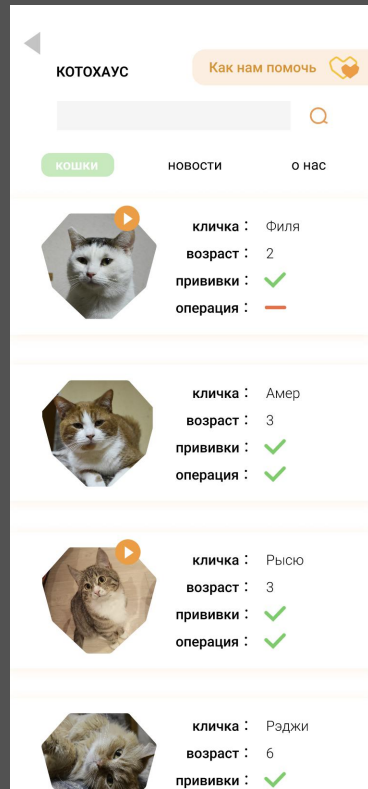 КОТОХАУС
Как нам помочь
кошки новости о нас
кличка : Филя
возраст : 2
прививки :
операция :
кличка : Амер
возраст : 3
прививки :
операция :
кличка : Рысю
возраст : 3
прививки :
операция :
кличка : Рэджи
возраст : 6
прививки :